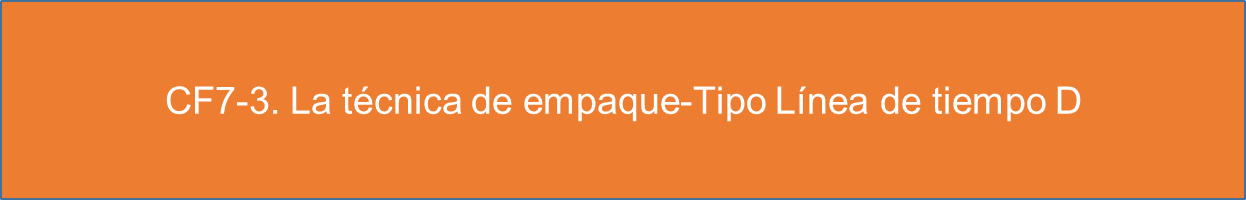 CF7-3. La técnica de empaque-Tipo Línea de tiempo D